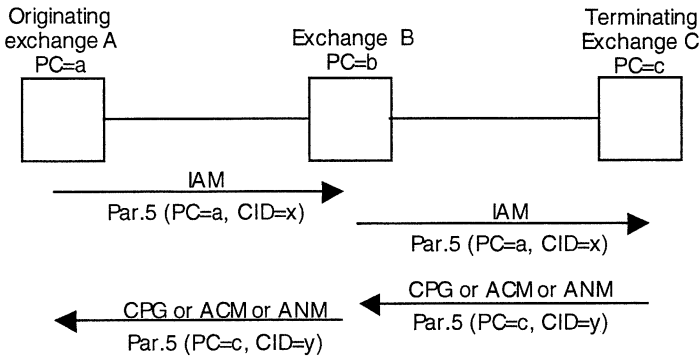 Originating
exchange A
PC=a
Exchange B
PC=b
Terminating
Exchange C
PC=c
IAM
Par.5 (PC=a, CID=x)
IAM
Par.5 (PC=a, CID=x)
CPG or ACM or ANM
Par.5 (PC=c, CID=y)
CPG or ACM or ANM
Par.5 (PC=c, CID=y)